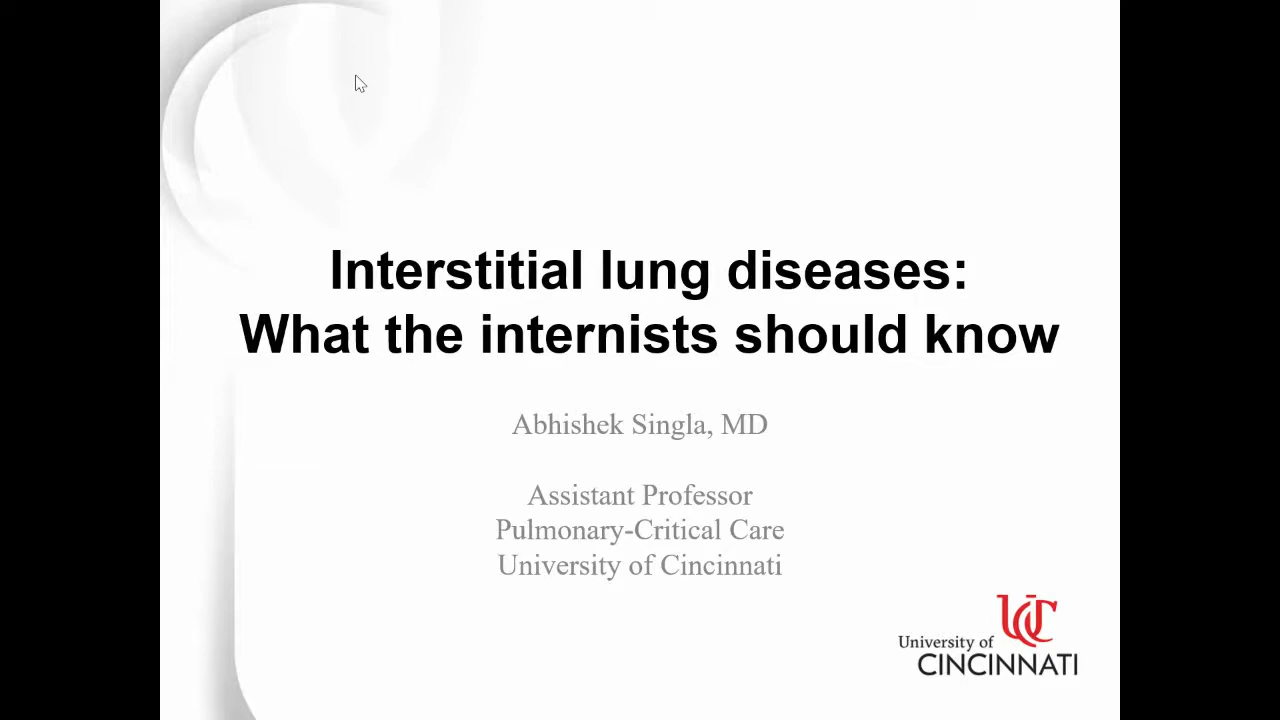 Interstitial lung diseases:
What the internists should know
Abhishek Singla, MD
Assistant Professor
Pulmonary-Critical Care
University of Cincinnati
UC
University of
CINCINNATI